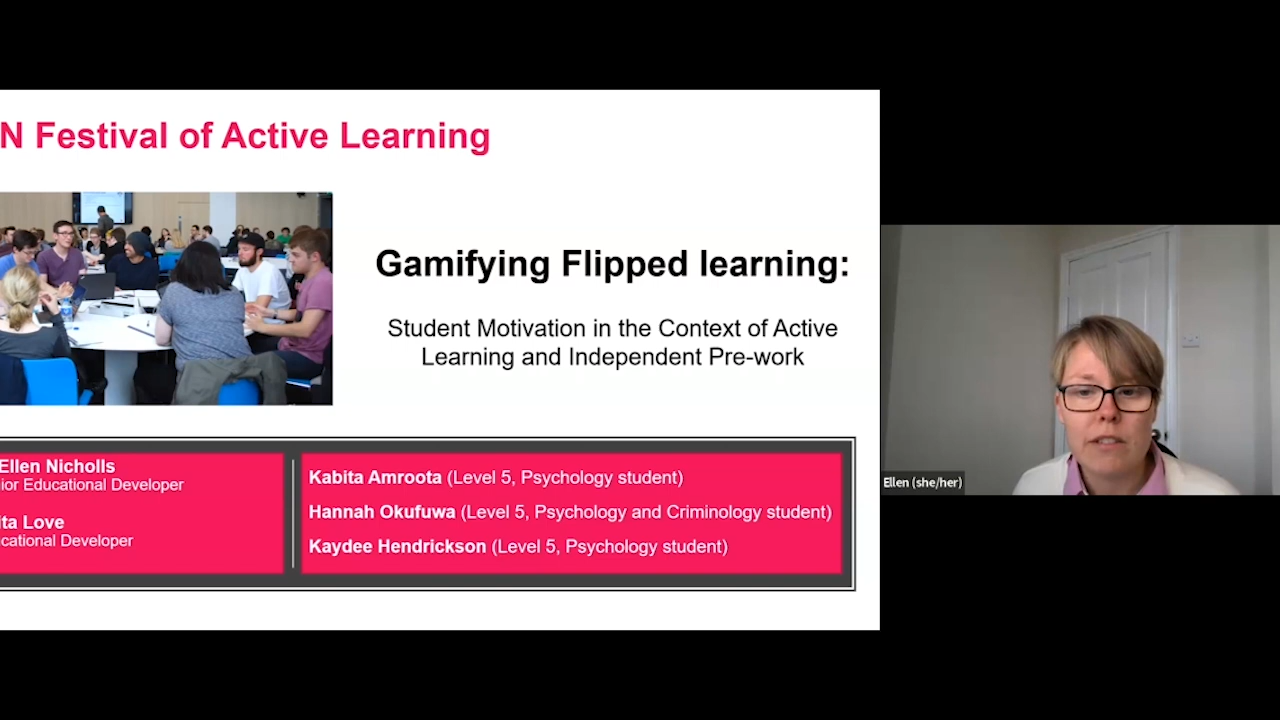 N Festival of Active Learning
Gamifying Flipped learning:
Student Motivation in the Context of Active
Learning and Independent Pre-work
Ellen Nicholls
ior Educational Developer
ita Love
cational Developer
Kabita Amroota (Level 5, Psychology student)
Hannah Okufuwa (Level 5, Psychology and Criminology student)
Kaydee Hendrickson (Level 5, Psychology student)
Ellen (she/her)